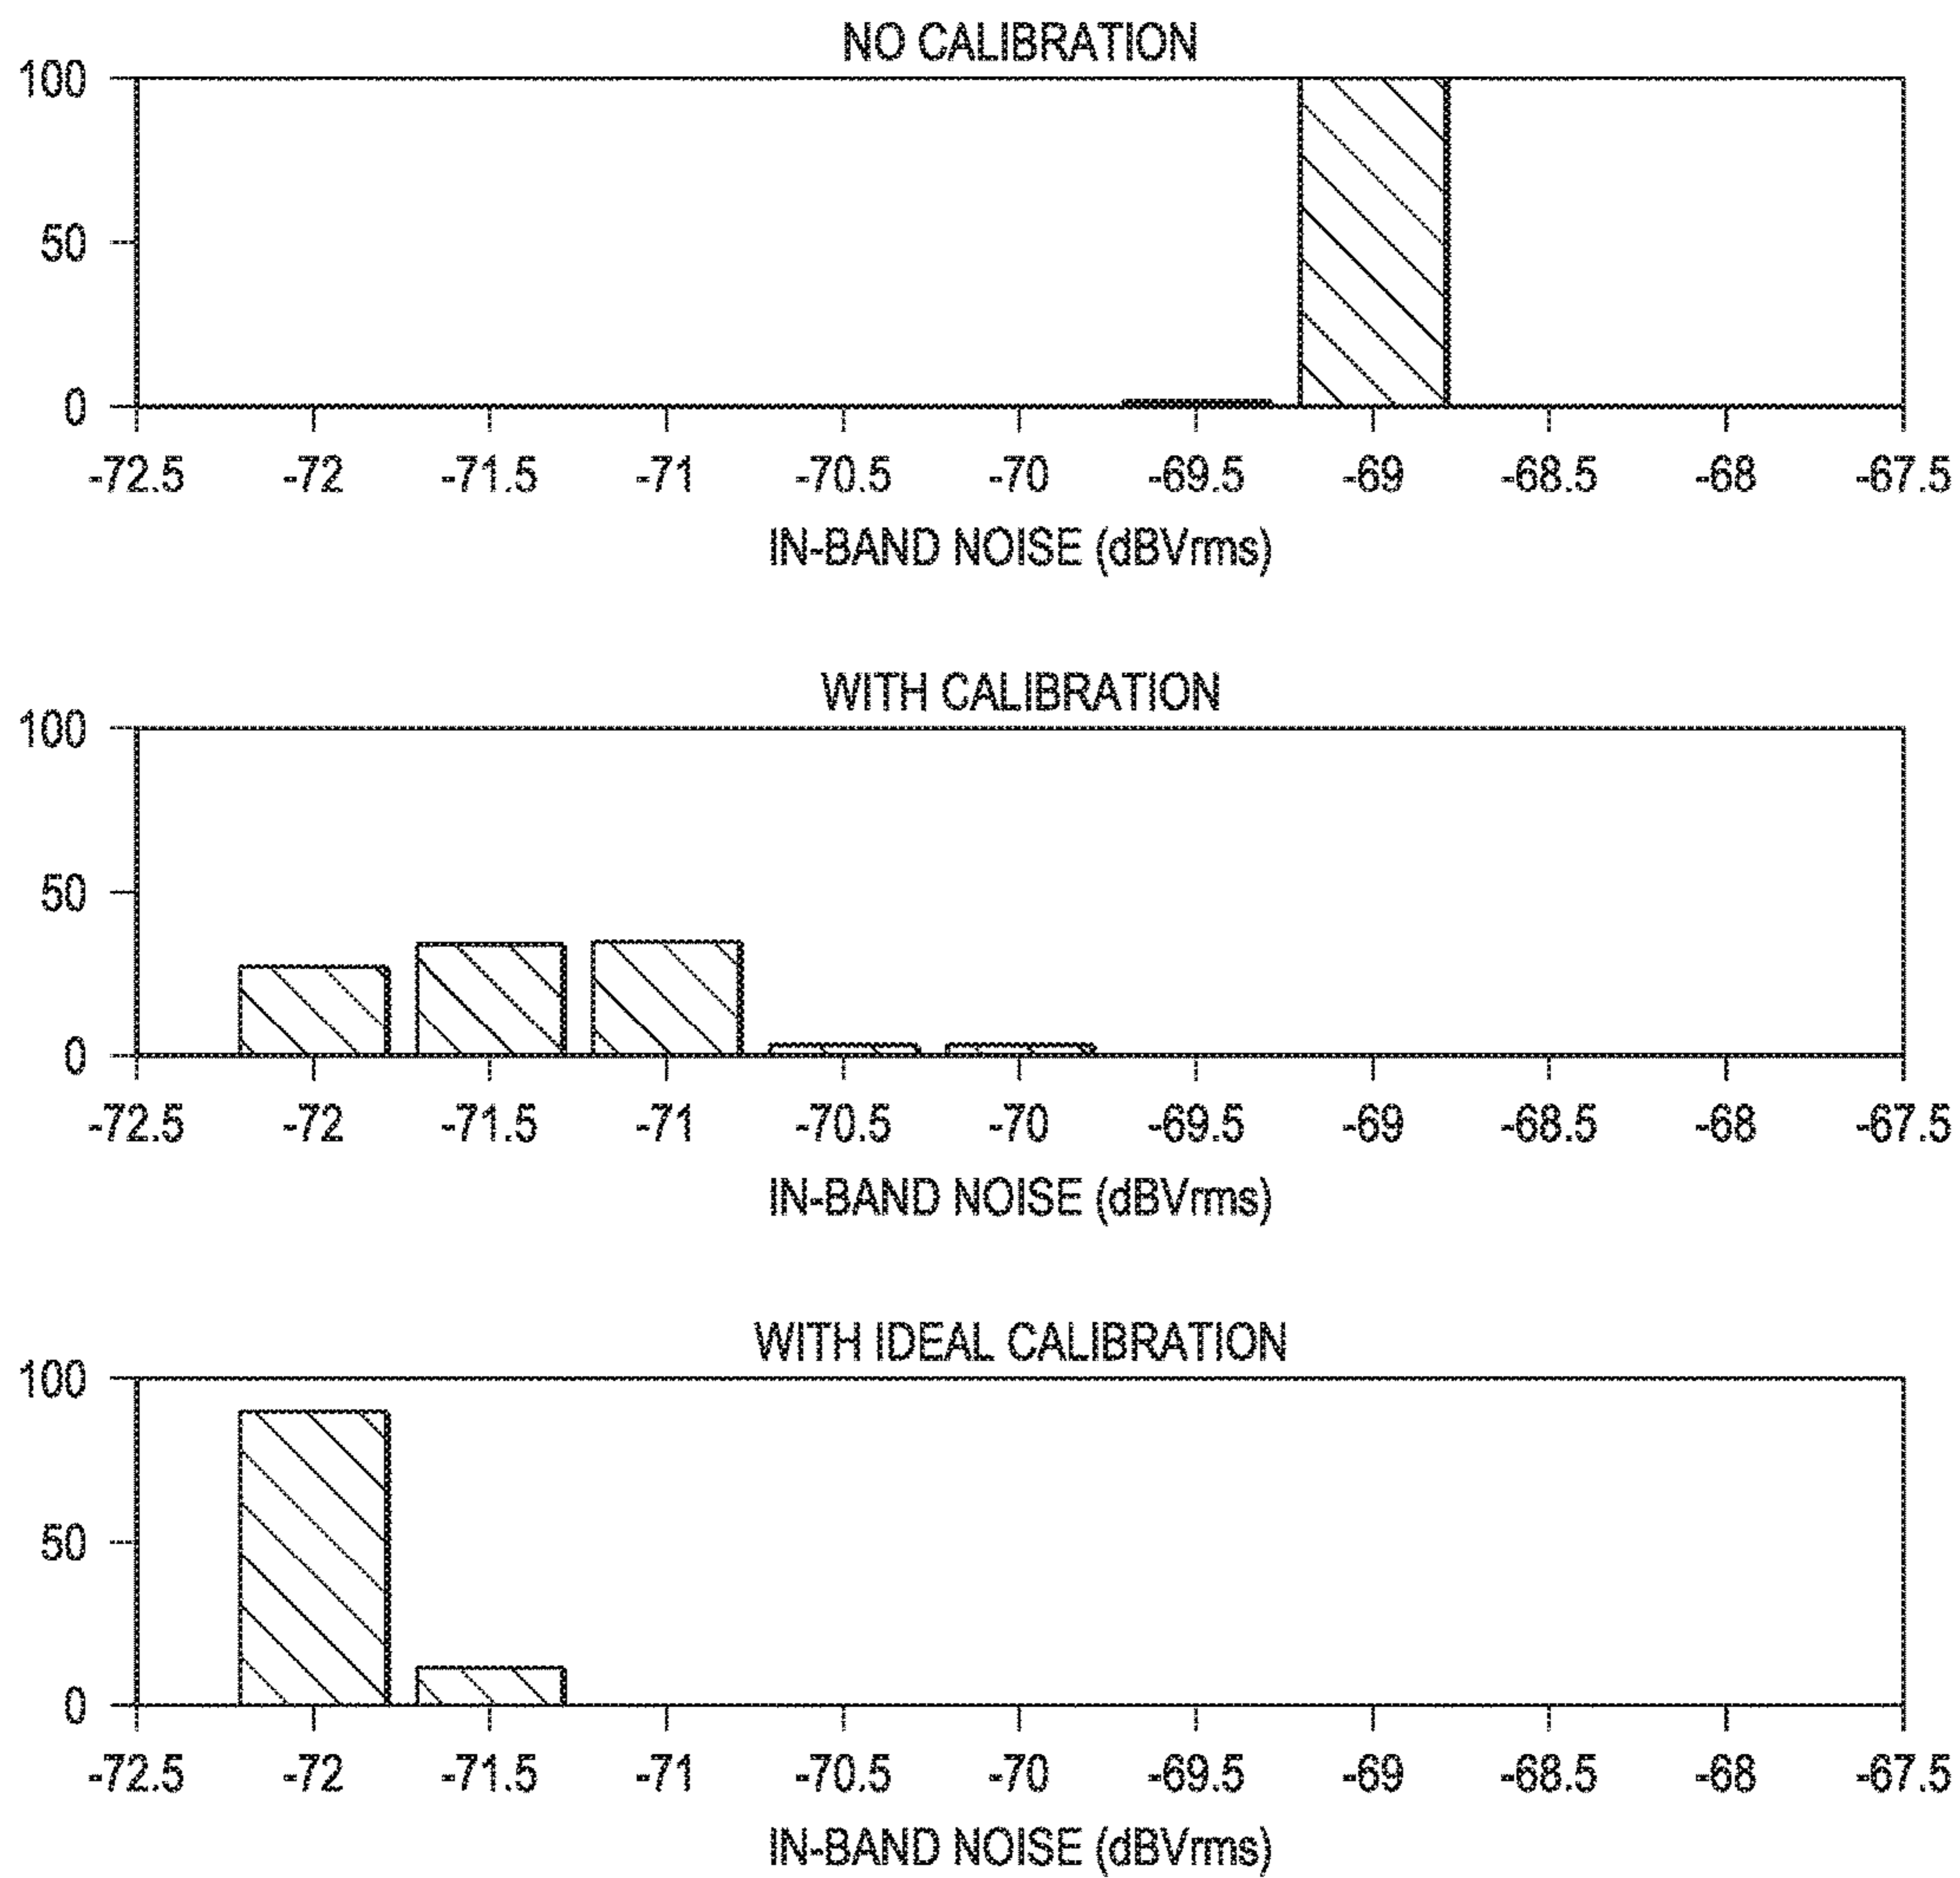 NO CALIBRATION
100
50
0
-72.5 -72 -71.5 -71 -70.5 -70 -69.5 -69 -68.5 -68 -67.5
IN-BAND NOISE (dBVrms)
WITH CALIBRATION
100
50
0
-72.5 -72 -71.5 -71 -70.5 -70 -69.5 -69 -68.5 -68 -67.5
IN-BAND NOISE (dBVrms)
WITH IDEAL CALIBRATION
100
50
0
-72.5 -72 -71.5 -71 -70.5 -70 -69.5 -69 -68.5 -68 -67.5
IN-BAND NOISE (dBVrms)